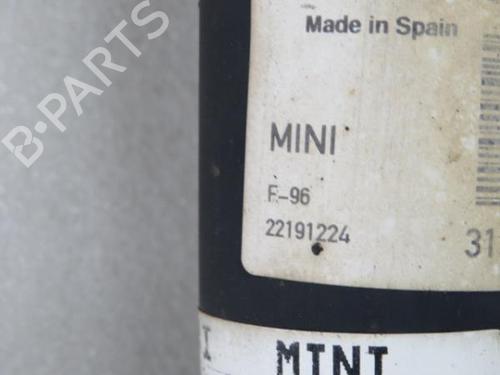 B-PARTS
Made in Spain
MINI
F-96
22191224
31
I MINI